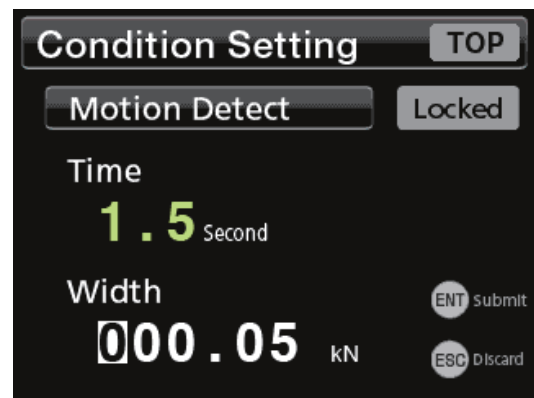 Condition Setting TOP
Motion Detect Locked
Time
1.5 Second
Width
000.05 kN
ENT Submit
ESC Discard